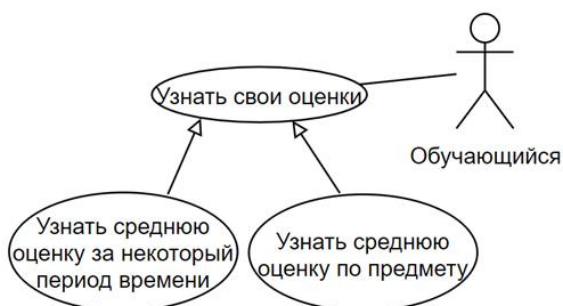 Узнать свои оценки
Обучающийся
Узнать среднюю
оценку за некоторый
период времени
Узнать среднюю
оценку по предмету